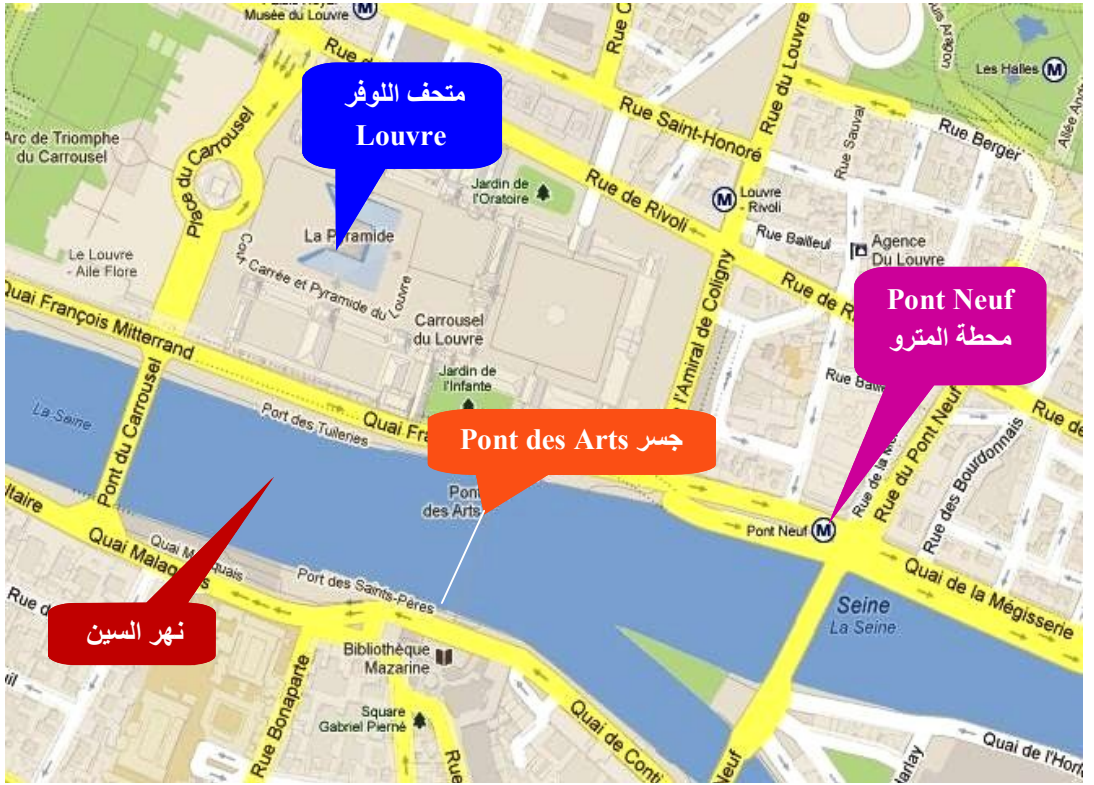 Musée du Louvre
Rue
Rue
Rue du Louvre
Les Halles
Arc de Triomphe
du Carrousel
Place du Carrousel
متحف اللوفر
Louvre
Rue Saint-Honoré
Rue Sauval
Rue Berger
Jardin de
l'Oratoire
Rue de Rivoli
Louvre
- Rivoli
Rue Bailleul
Agence
Du Louvre
Le Louvre
- Aile Flore
La Pyramide
Cour Carrée et Pyramide du Louvre
Quai François Mitterrand
Carrousel
du Louvre
l'Amiral de Coligny
Pont Neuf
محطة المترو
Jardin de
l'Infante
La Seine
Pont du Carrousel
Port des Tuileries
جسر Pont des Arts
Pont
des Arts
Rue du Pont Neuf
Rue des Bourdonnais
Pont Neuf
Quai Malaquais
Port des Saints-Pères
Quai de la Mégisserie
Seine
La Seine
نهر السين
Bibliothèque
Mazarine
Rue Bonaparte
Square
Gabriel Pierné
Rue
Quai de Conti
Neuf
Quai de l'Horl